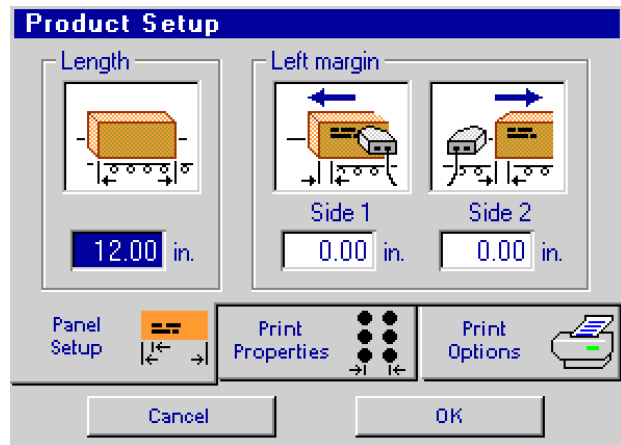 Product Setup
Length
Left margin
Side 1
Side 2
12.00 in.
0.00 in.
0.00 in.
Panel
Setup
Print
Properties
Print
Options
Cancel
OK